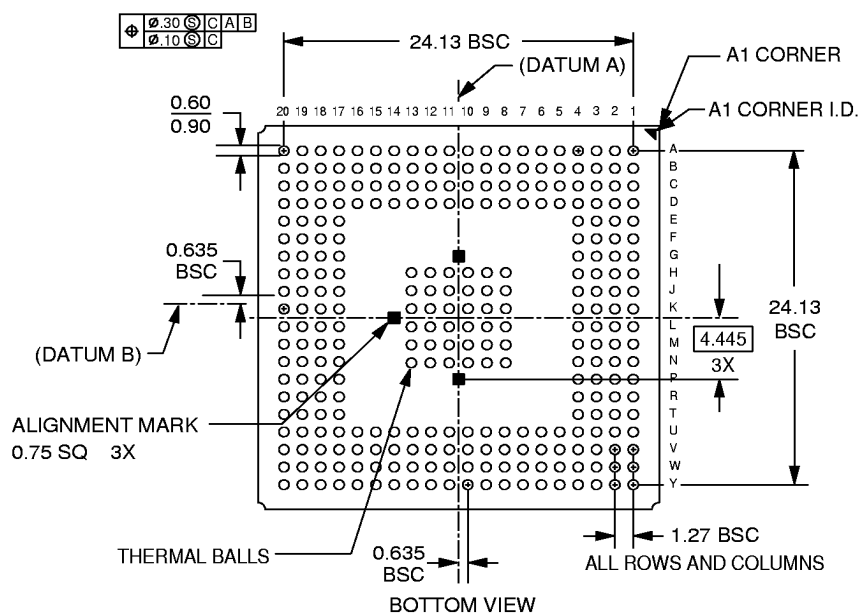 Ø.30 Ⓢ C A B
Ø.10 Ⓢ C
24.13 BSC
(DATUM A)
A1 CORNER
A1 CORNER I.D.
0.60
0.90
20 19 18 17 16 15 14 13 12 11 10 9 8 7 6 5 4 3 2 1
A
B
C
D
E
F
G
H
J
K
L
M
N
P
R
T
U
V
W
Y
0.635
BSC
(DATUM B)
24.13
BSC
4.445
3X
ALIGNMENT MARK
0.75 SQ 3X
THERMAL BALLS
0.635
BSC
1.27 BSC
ALL ROWS AND COLUMNS
BOTTOM VIEW